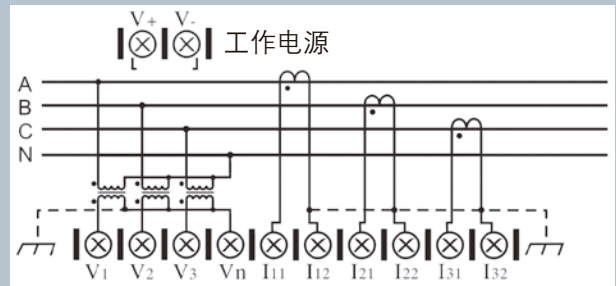 V+ V- 工作电源
A
B
C
N
V1 V2 V3 Vn I11 I12 I21 I22 I31 I32